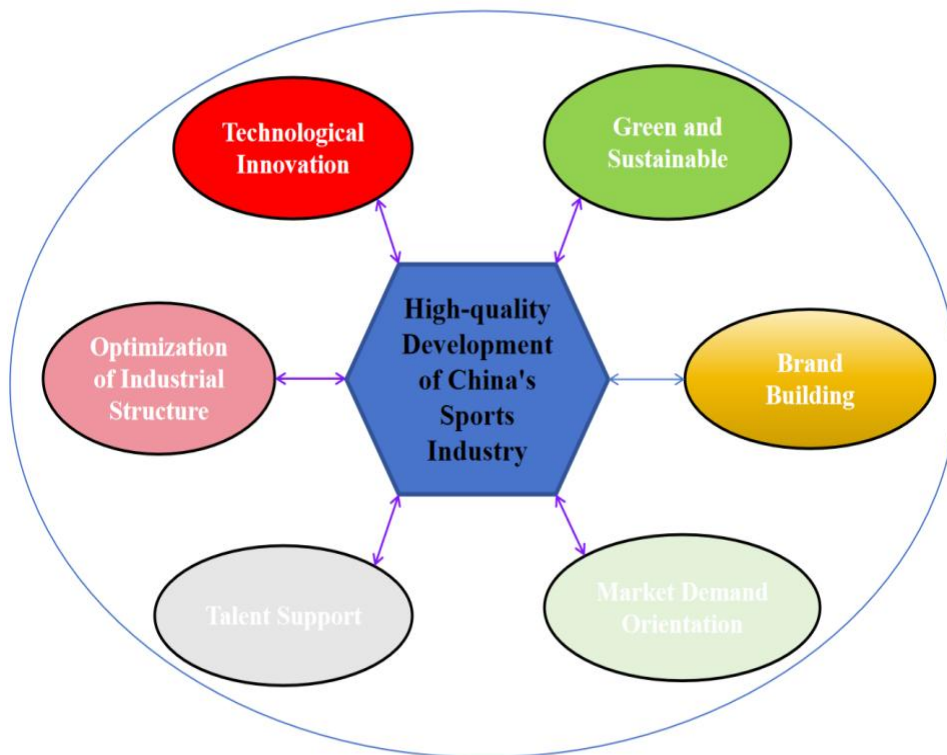 Technological
Innovation
Green and
Sustainable
High-quality
Development
of China's
Sports
Industry
Optimization
of Industrial
Structure
Brand
Building
Talent Support
Market Demand
Orientation